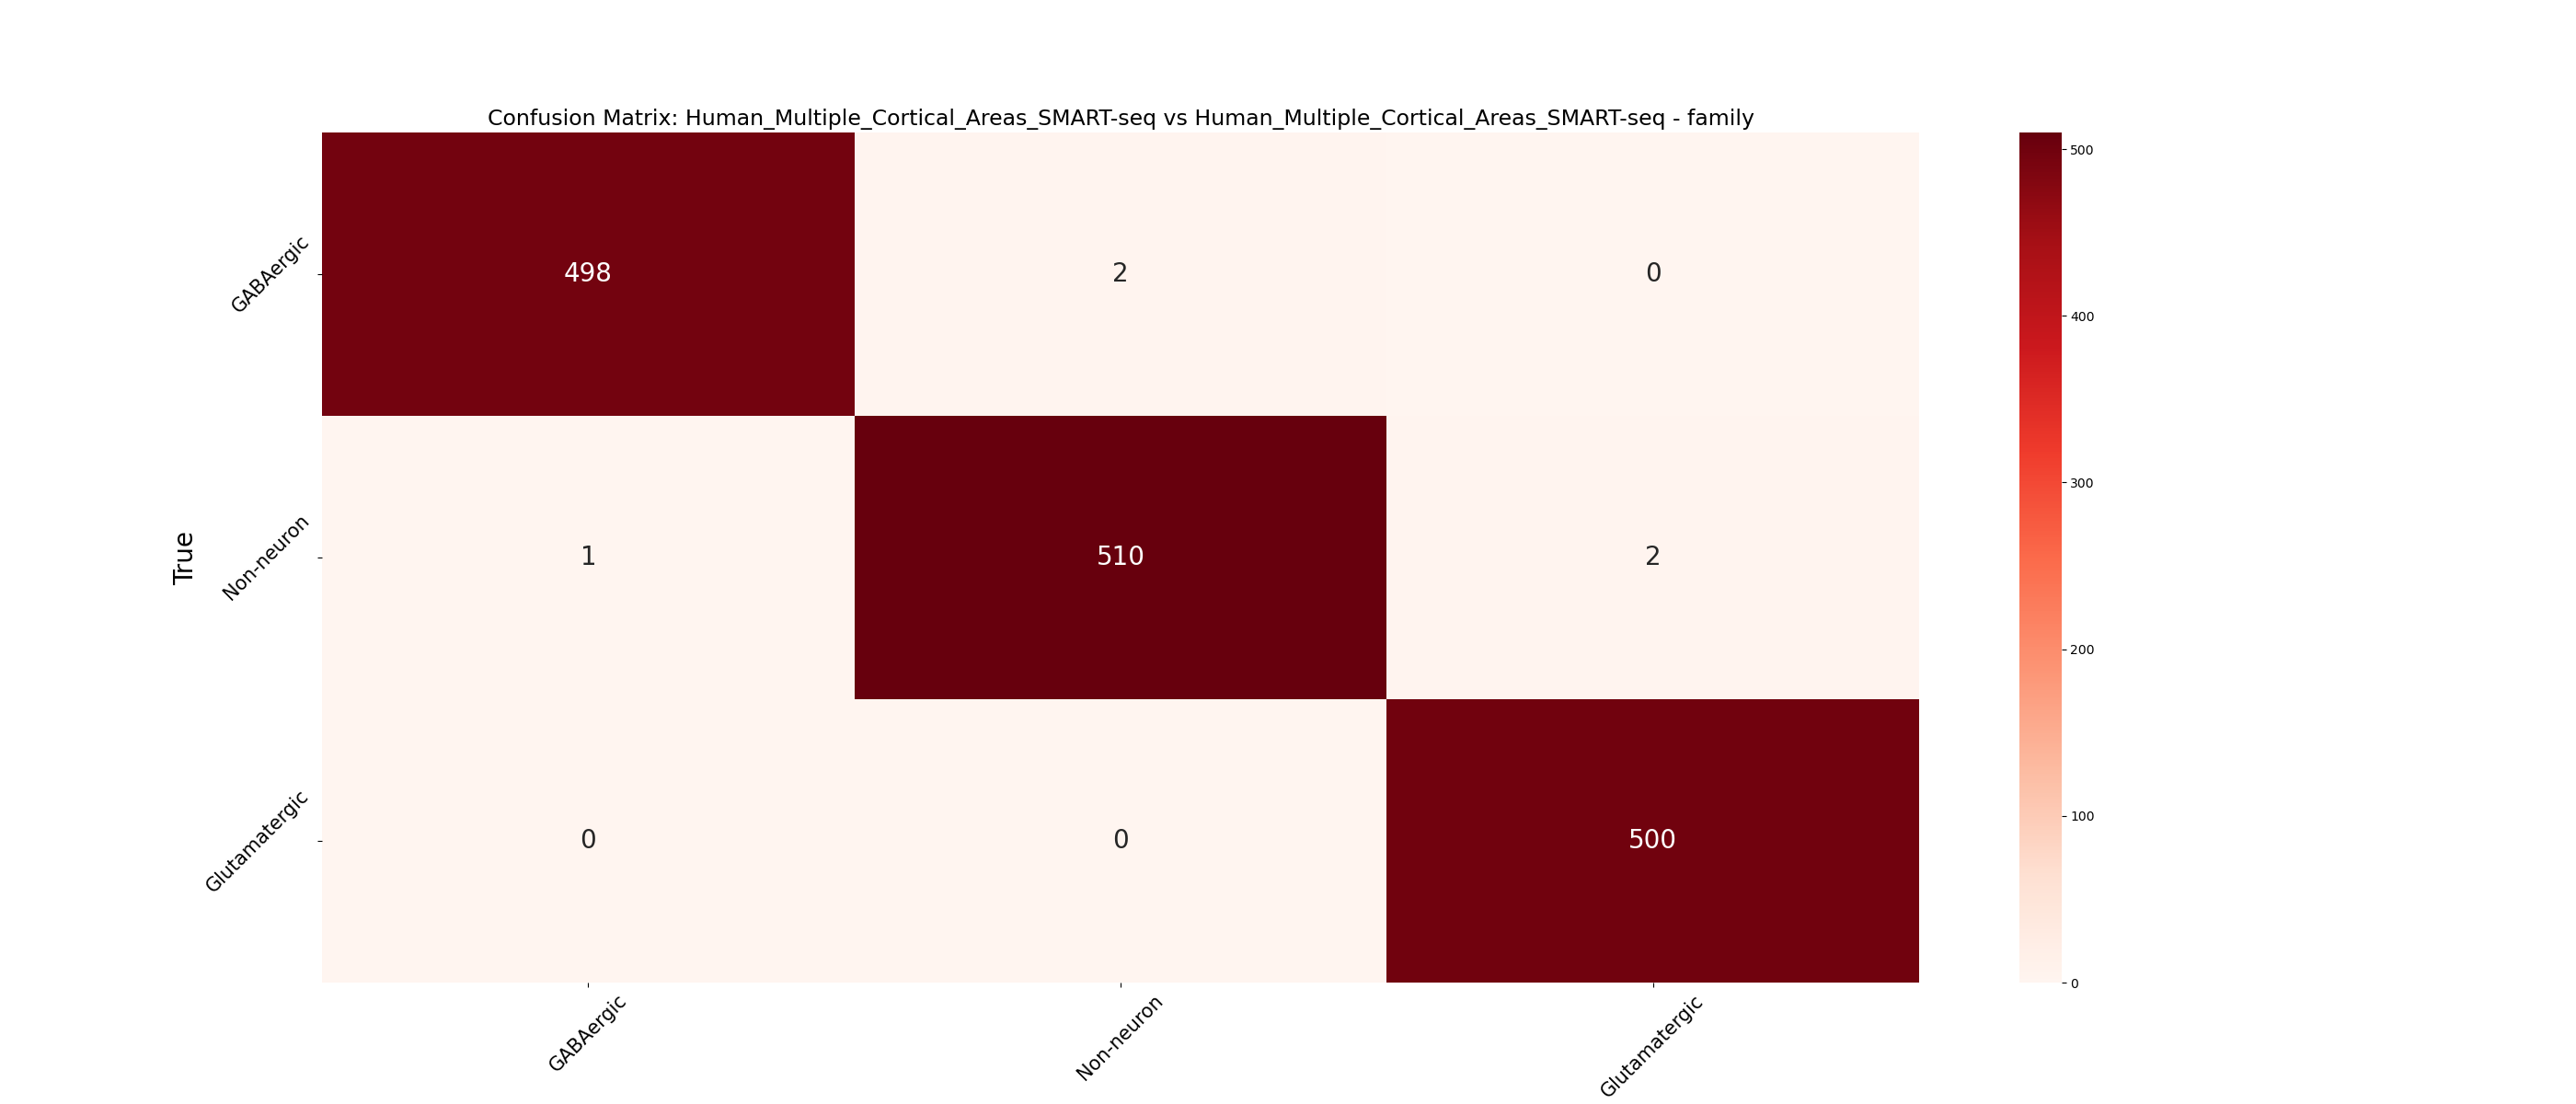 Confusion Matrix: Human_Multiple_Cortical_Areas_SMART-seq vs Human_Multiple_Cortical_Areas_SMART-seq - family
True
GABAergic
498
2
0
Non-neuron
1
510
2
Glutamatergic
0
0
500
GABAergic
Non-neuron
Glutamatergic
500
400
300
200
100
0